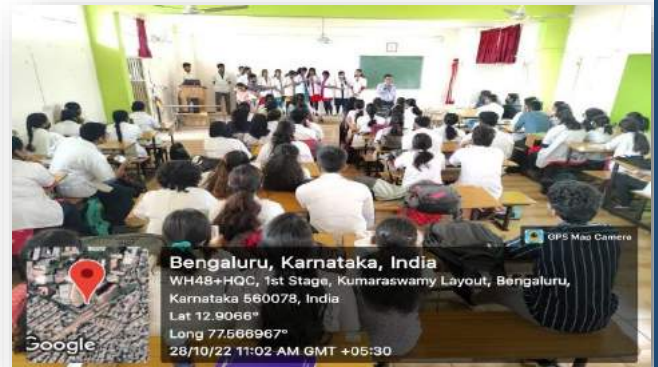 GPS Map Camera
Bengaluru, Karnataka, India
WH48+HQC, 1st Stage, Kumaraswamy Layout, Bengaluru,
Karnataka 560078, India
Lat 12.9066°
Long 77.566967°
28/10/22 11:02 AM GMT +05:30
Google